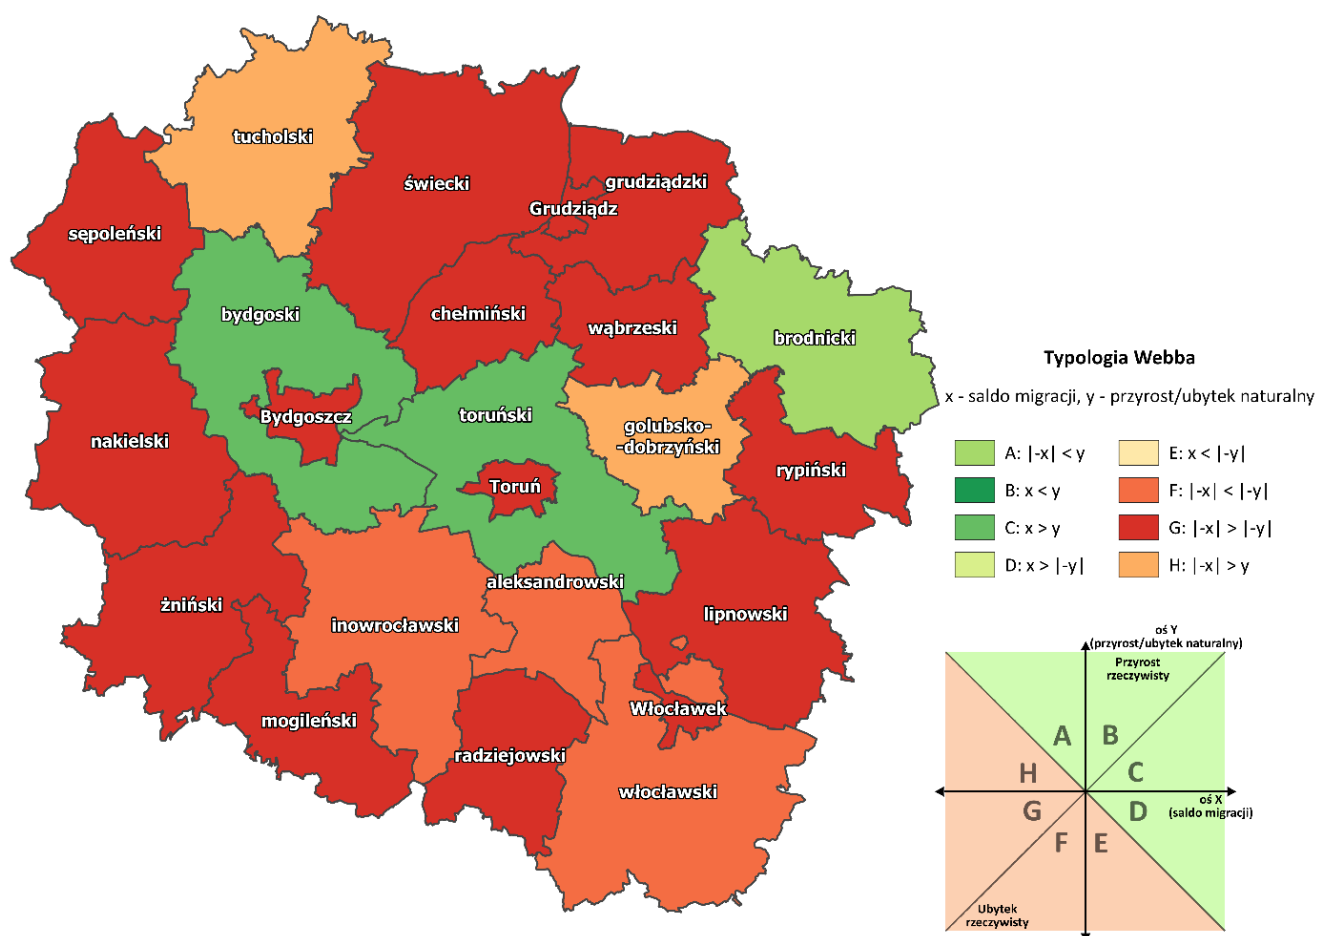 tucholski
świecki
grudziądzki
Grudziądz
sępoleński
bydgoski
chełmiński
wąbrzeski
brodnicki
Bydgoszcz
toruński
golubsko-
-dobrzyński
nakielski
rypiński
Toruń
aleksandrowski
żniński
inowrocławski
lipnowski
mogileński
Włocławek
radziejowski
włocławski
Typologia Webba
x - saldo migracji, y - przyrost/ubytek naturalny
A: |-x| < y
B: x < y
C: x > y
D: x > |-y|
E: x < |-y|
F: |-x| < |-y|
G: |-x| > |-y|
H: |-x| > y
oś Y
(przyrost/ubytek naturalny)
Przyrost
rzeczywisty
A B
H C
oś X
(saldo migracji)
G D
F E
Ubytek
rzeczywisty